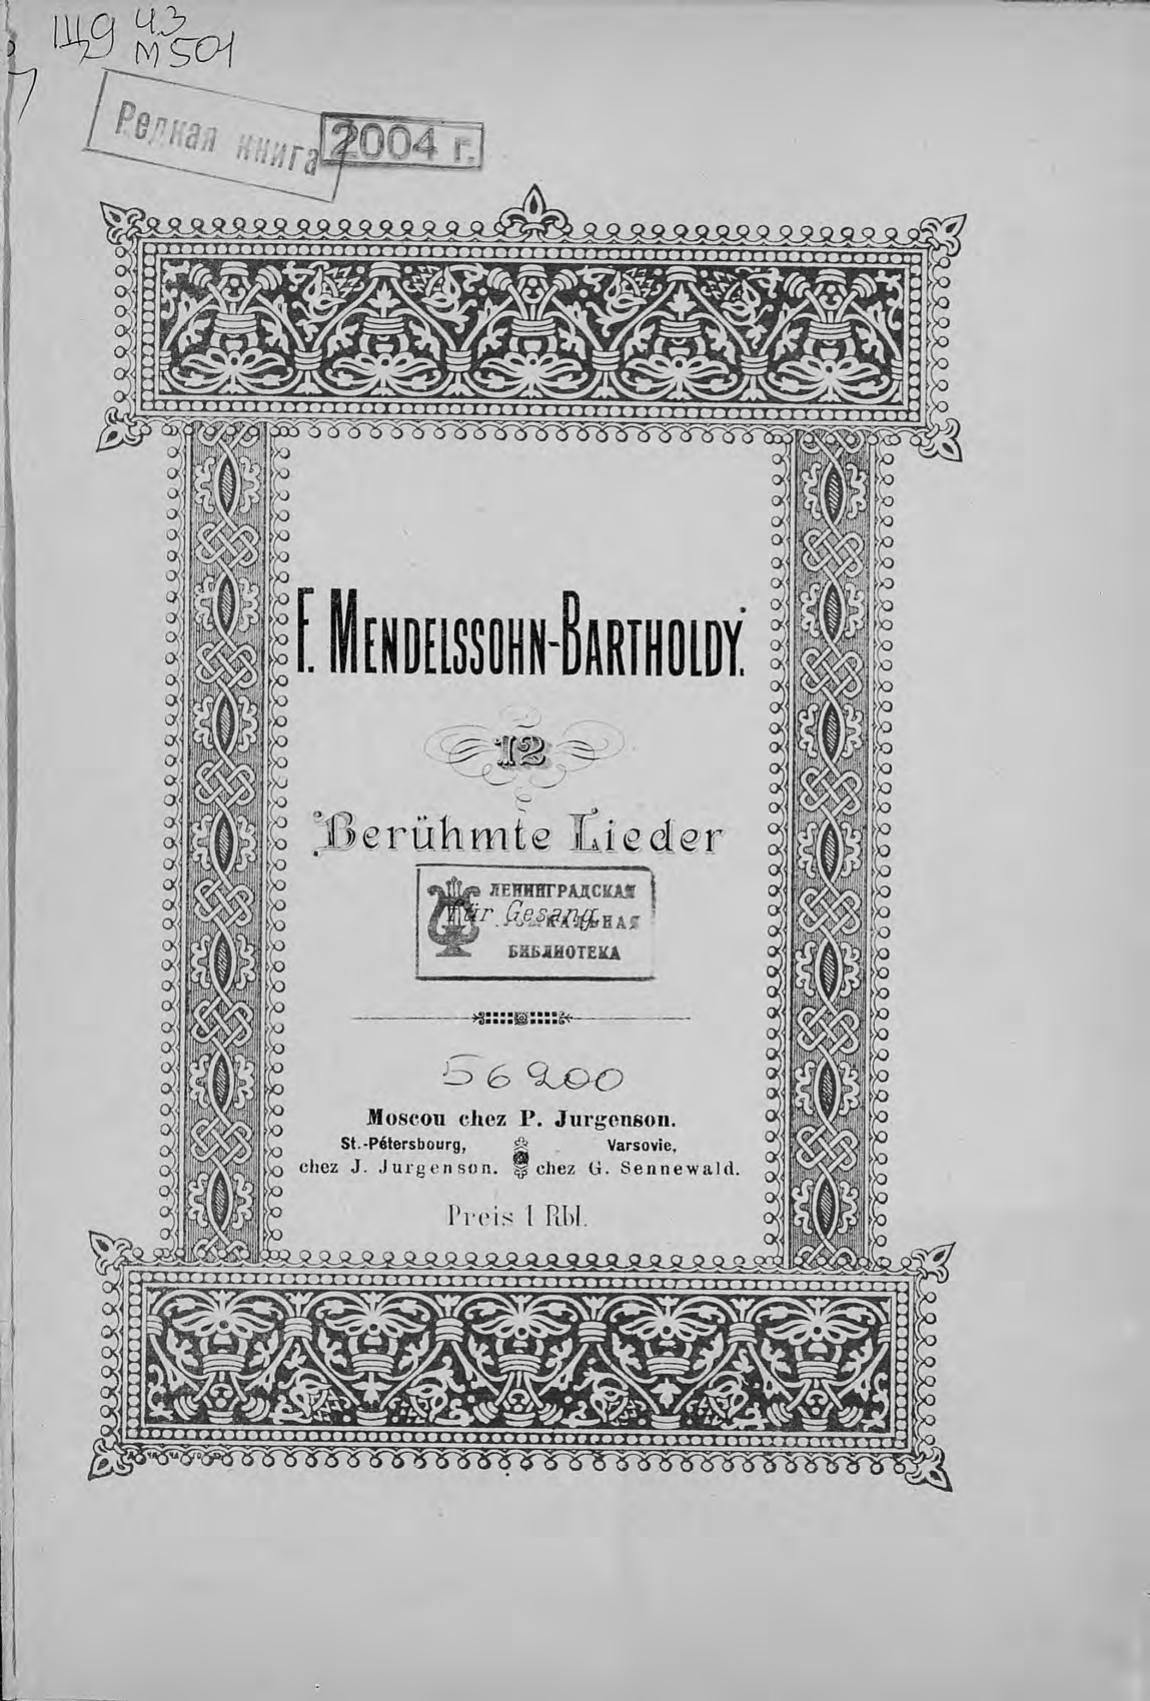 Щ9 ч3
М501
Редкая книга
2004 г.
F. MENDELSSOHN-BARTHOLDY.
12
Berühmte Lieder
ЛЕНИНГРАДСКАЯ
für Gesang.
БИБЛИОТЕКА
56200
Moscou chez P. Jurgenson.
St.-Pétersbourg, Varsovie,
chez J. Jurgenson. chez G. Sennewald.
Preis 1 Rbl.